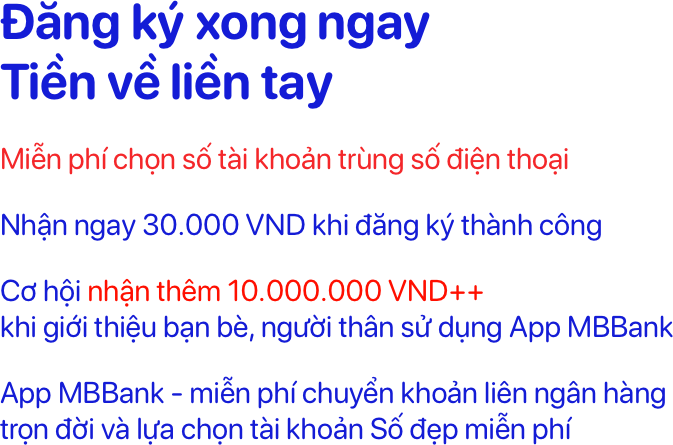 Đăng ký xong ngay
Tiền về liền tay
Miễn phí chọn số tài khoản trùng số điện thoại
Nhận ngay 30.000 VND khi đăng ký thành công
Cơ hội nhận thêm 10.000.000 VND++
khi giới thiệu bạn bè, người thân sử dụng App MBBank
App MBBank - miễn phí chuyển khoản liên ngân hàng
trọn đời và lựa chọn tài khoản Số đẹp miễn phí